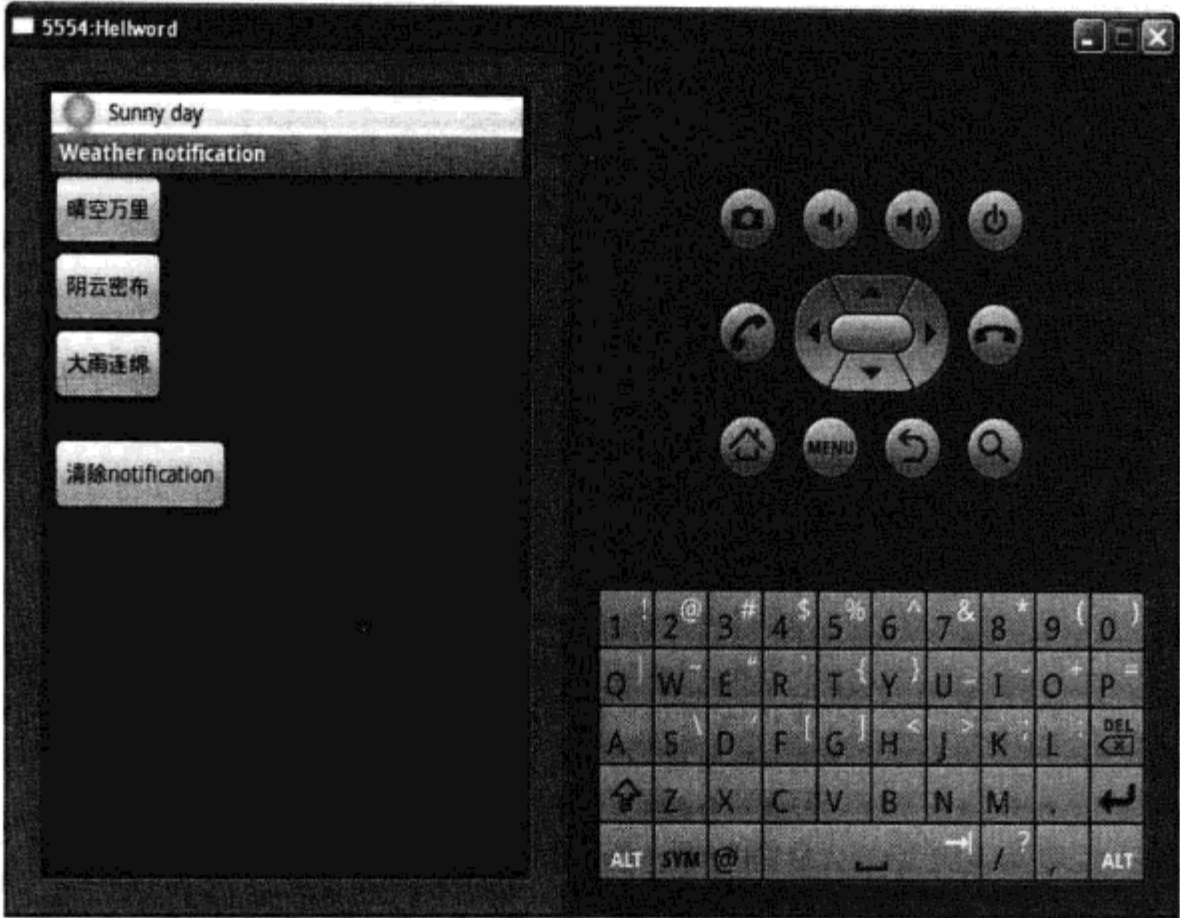 5554:Hellword
Sunny day
Weather notification
晴空万里
阴云密布
大雨连绵
清除notification
MENU
1 ! 2 @ 3 # 4 $ 5 % 6 ^ 7 & 8 * 9 ( 0 )
Q | W ~ E " R ` T { Y } U _ I - O + P =
A S \ D ' F [ G ] H < J > K ; L : DEL
Z X C V B N M .
ALT SYM @ / ? , ALT